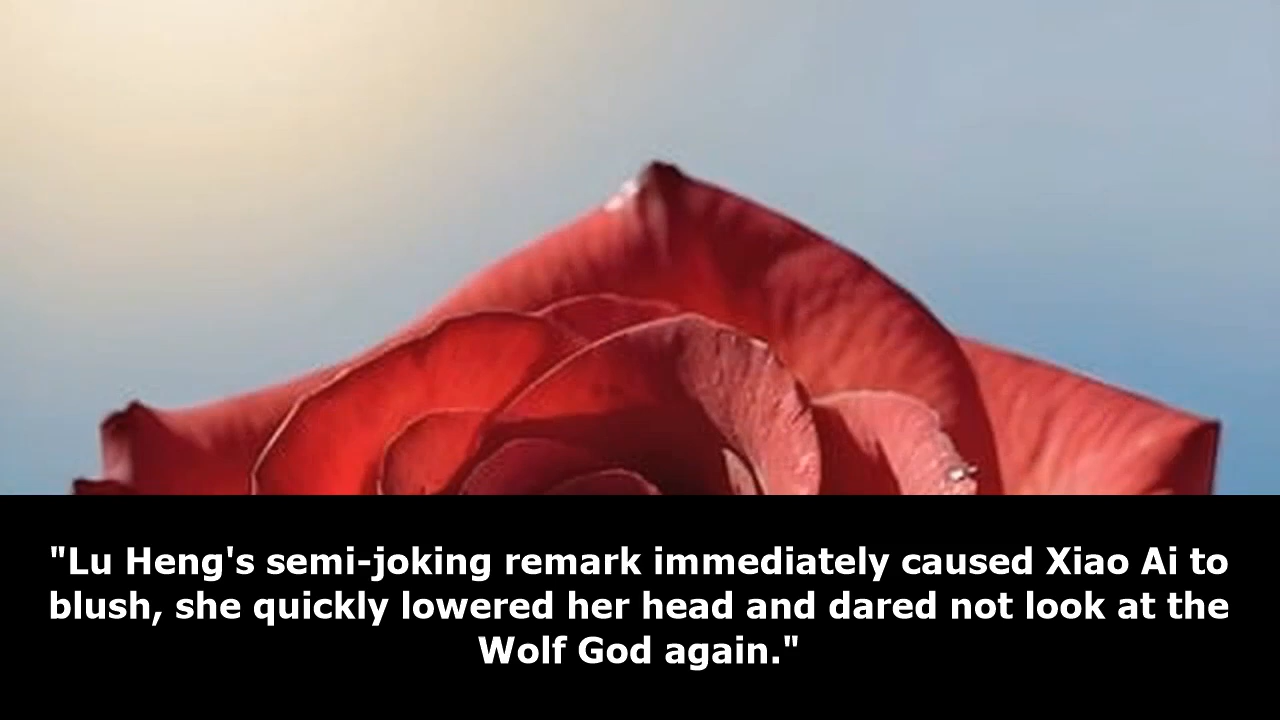 "Lu Heng's semi-joking remark immediately caused Xiao Ai to
blush, she quickly lowered her head and dared not look at the
Wolf God again."